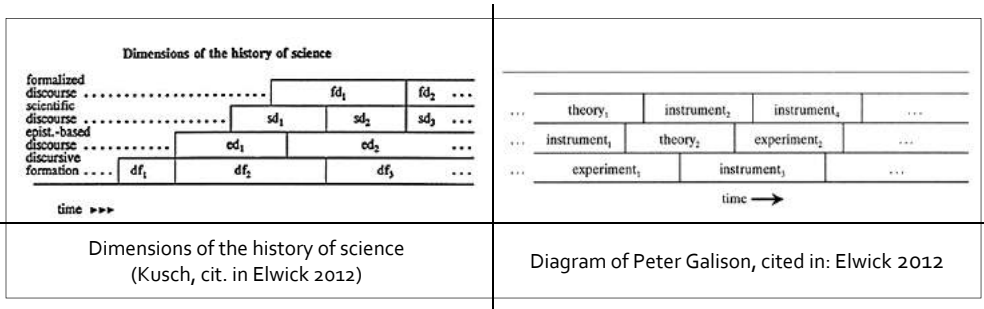 Dimensions of the history of science
formalized
discourse ........................ fd₁ fd₂ ...
scientific
discourse ................... sd₁ sd₂ sd₃ ...
epist.-based
discourse ............ ed₁ ed₂ ...
discursive
formation .... df₁ df₂ df₃ ...
time ►►►
Dimensions of the history of science
(Kusch, cit. in Elwick 2012)
... theory₁ instrument₂ instrument₄ ...
... instrument₁ theory₂ experiment₂ ...
... experiment₁ instrument₃ ...
time →
Diagram of Peter Galison, cited in: Elwick 2012